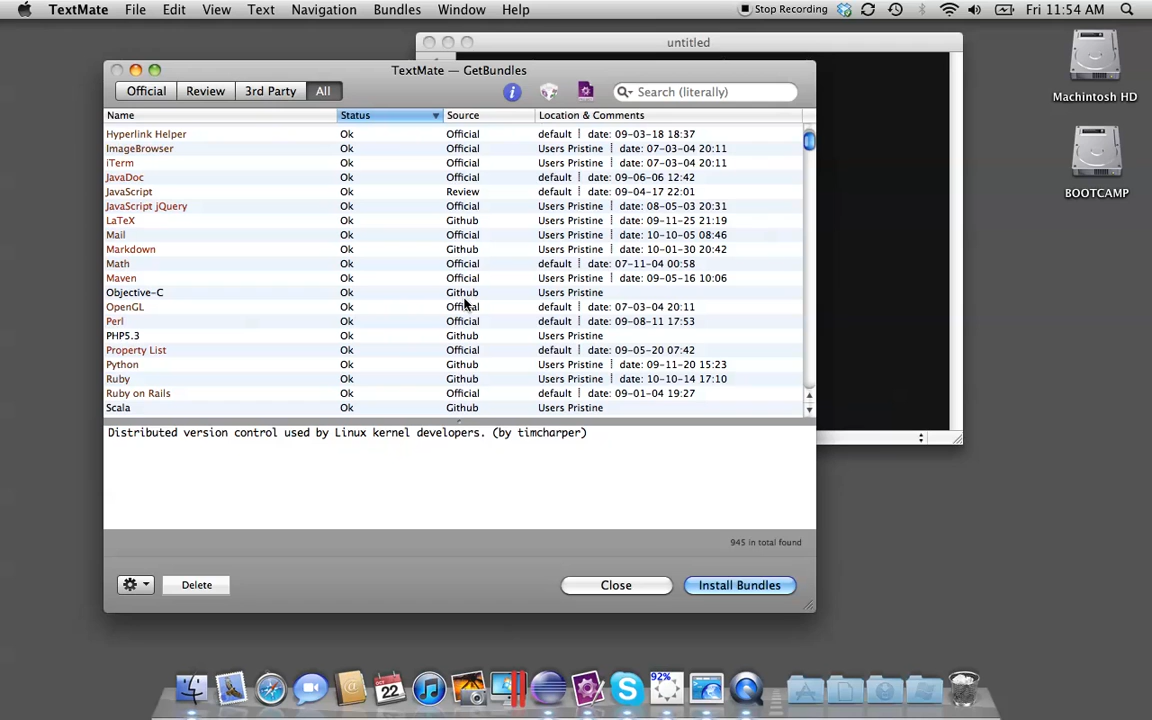 TextMate File Edit View Text Navigation Bundles Window Help Stop Recording Fri 11:54 AM
untitled
TextMate — GetBundles
Official Review 3rd Party All Search (literally)
Name Status Source Location & Comments
Hyperlink Helper Ok Official default ┊ date: 09-03-18 18:37
ImageBrowser Ok Official Users Pristine ┊ date: 07-03-04 20:11
iTerm Ok Official Users Pristine ┊ date: 07-03-04 20:11
JavaDoc Ok Official default ┊ date: 09-06-06 12:42
JavaScript Ok Review default ┊ date: 09-04-17 22:01
JavaScript jQuery Ok Official Users Pristine ┊ date: 08-05-03 20:31
LaTeX Ok Github Users Pristine ┊ date: 09-11-25 21:19
Mail Ok Official Users Pristine ┊ date: 10-10-05 08:46
Markdown Ok Github Users Pristine ┊ date: 10-01-30 20:42
Math Ok Official default ┊ date: 07-11-04 00:58
Maven Ok Official Users Pristine ┊ date: 09-05-16 10:06
Objective-C Ok Github Users Pristine
OpenGL Ok Official default ┊ date: 07-03-04 20:11
Perl Ok Official default ┊ date: 09-08-11 17:53
PHP5.3 Ok Github Users Pristine
Property List Ok Official default ┊ date: 09-05-20 07:42
Python Ok Github Users Pristine ┊ date: 09-11-20 15:23
Ruby Ok Github Users Pristine ┊ date: 10-10-14 17:10
Ruby on Rails Ok Official default ┊ date: 09-01-04 19:27
Scala Ok Github Users Pristine
Distributed version control used by Linux kernel developers. (by timcharper)
945 in total found
Delete Close Install Bundles
Machintosh HD
BOOTCAMP
22
92%